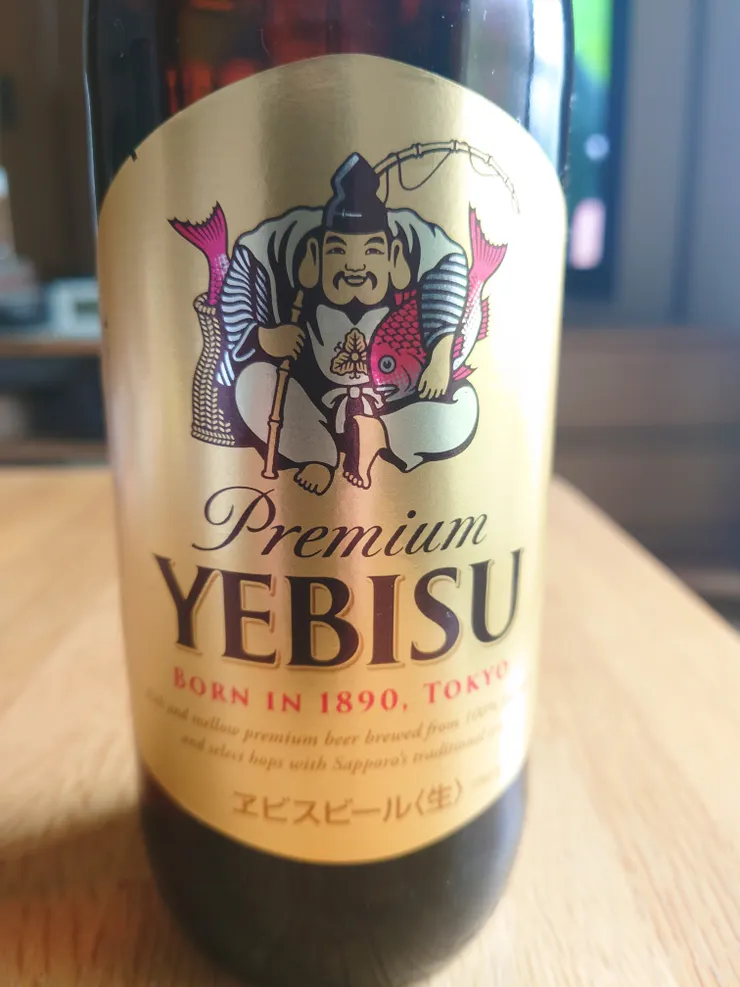 Premium
YEBISU
BORN IN 1890, TOKYO
and mellow premium beer brewed from 100%
and select hops with Sapporo's traditional
ヱビスビール〈生〉